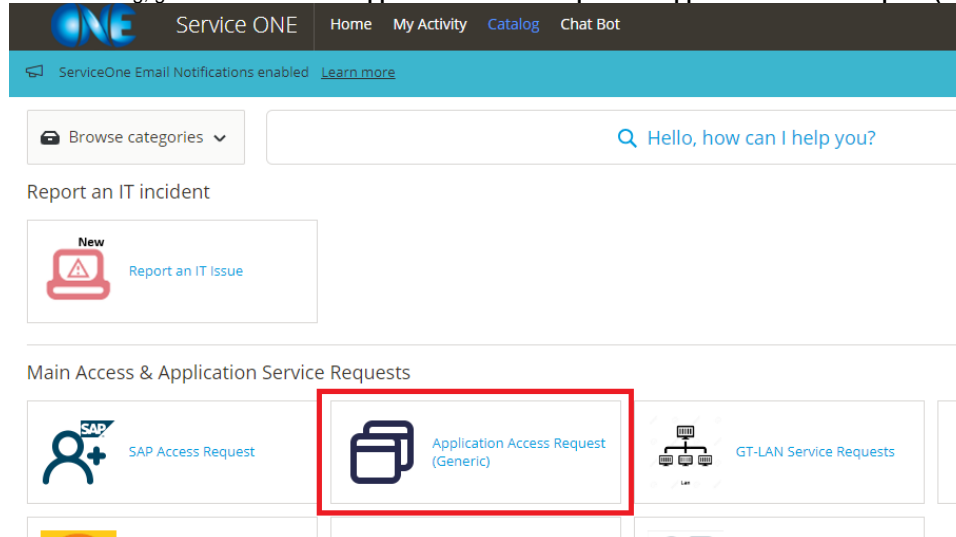 ONE Service ONE Home My Activity Catalog Chat Bot
ServiceOne Email Notifications enabled Learn more
Browse categories Hello, how can I help you?
Report an IT incident
New
Report an IT Issue
Main Access & Application Service Requests
SAP
SAP Access Request
Application Access Request
(Generic)
GT-LAN Service Requests
Lan